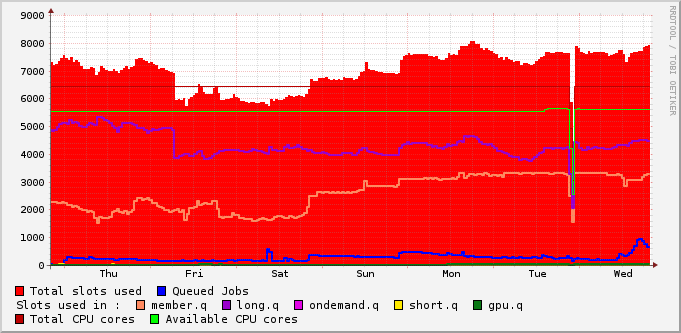 RRDTOOL / TOBI OETIKER
9000
8000
7000
6000
5000
4000
3000
2000
1000
0
Thu Fri Sat Sun Mon Tue Wed
Total slots used Queued Jobs
Slots used in : member.q long.q ondemand.q short.q gpu.q
Total CPU cores Available CPU cores